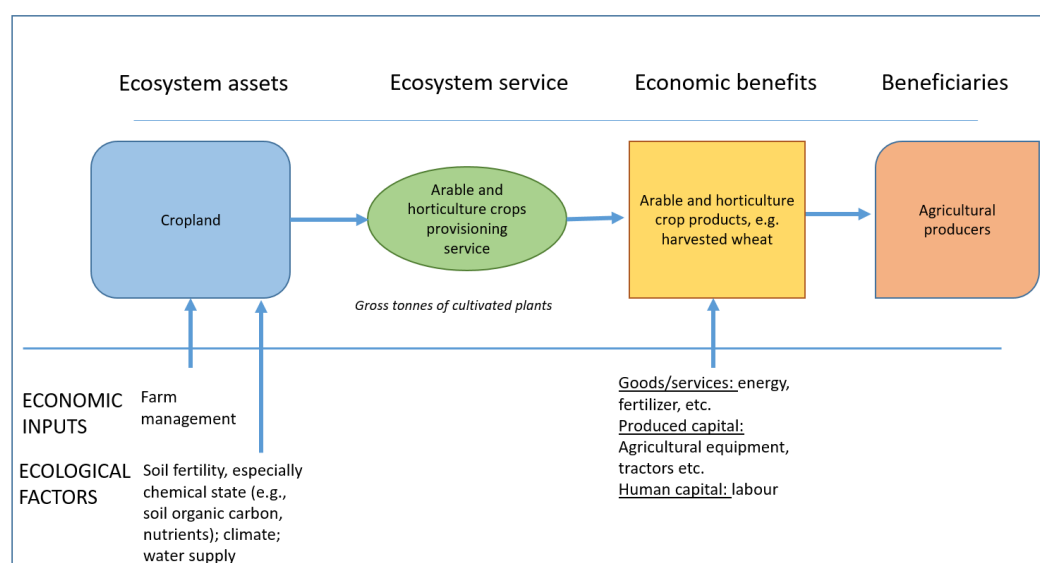 Ecosystem assets
Ecosystem service
Economic benefits
Beneficiaries
Cropland
Arable and
horticulture crops
provisioning
service
Arable and horticulture
crop products, e.g.
harvested wheat
Agricultural
producers
Gross tonnes of cultivated plants
ECONOMIC
INPUTS
Farm
management
Goods/services: energy,
fertilizer, etc.
Produced capital:
Agricultural equipment,
tractors etc.
Human capital: labour
ECOLOGICAL
FACTORS
Soil fertility, especially
chemical state (e.g.,
soil organic carbon,
nutrients); climate;
water supply